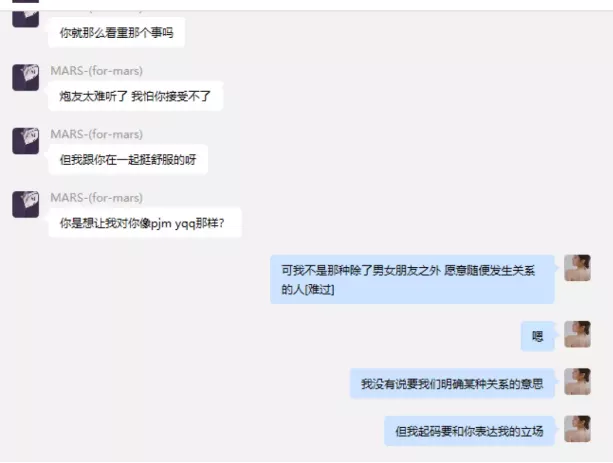 MARS-(for-mars)
你就那么看里那个事吗
MARS-(for-mars)
炮友太难听了 我怕你接受不了
MARS-(for-mars)
但我跟你在一起挺舒服的呀
MARS-(for-mars)
你是想让我对你像pjm yqq那样?
可我不是那种除了男女朋友之外 愿意随便发生关系
的人[难过]
嗯
我没有说要我们明确某种关系的意思
但我起码要和你表达我的立场